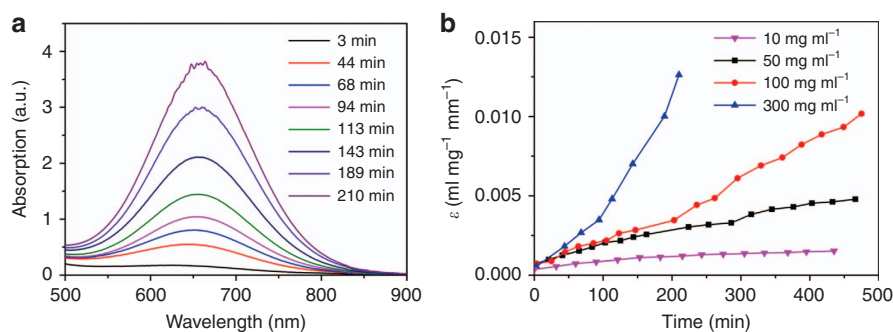 a
Absorption (a.u.)
4
3
2
1
0
500
600
700
800
900
Wavelength (nm)
3 min
44 min
68 min
94 min
113 min
143 min
189 min
210 min
b
ε (ml mg⁻¹ mm⁻¹)
0.015
0.010
0.005
0.000
0
100
200
300
400
500
Time (min)
10 mg ml⁻¹
50 mg ml⁻¹
100 mg ml⁻¹
300 mg ml⁻¹